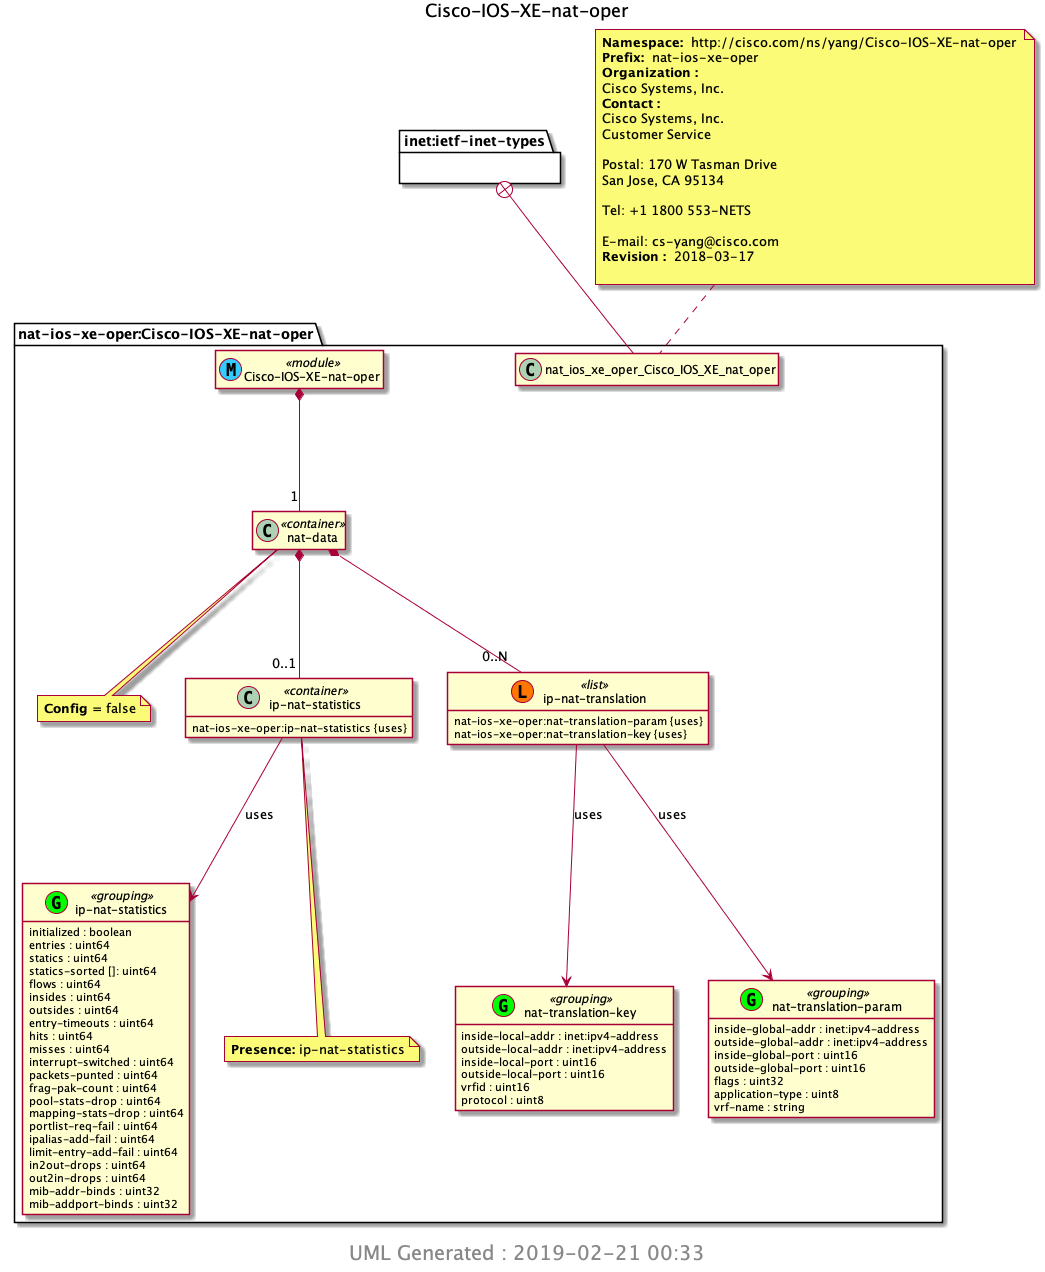 Cisco-IOS-XE-nat-oper
Namespace: http://cisco.com/ns/yang/Cisco-IOS-XE-nat-oper
Prefix: nat-ios-xe-oper
Organization :
Cisco Systems, Inc.
Contact :
Cisco Systems, Inc.
Customer Service
Postal: 170 W Tasman Drive
San Jose, CA 95134
Tel: +1 1800 553-NETS
E-mail: cs-yang@cisco.com
Revision : 2018-03-17
inet:ietf-inet-types
nat-ios-xe-oper:Cisco-IOS-XE-nat-oper
M
«module»
Cisco-IOS-XE-nat-oper
C
nat_ios_xe_oper_Cisco_IOS_XE_nat_oper
1
C
«container»
nat-data
0..1
0..N
Config = false
C
«container»
ip-nat-statistics
nat-ios-xe-oper:ip-nat-statistics {uses}
L
«list»
ip-nat-translation
nat-ios-xe-oper:nat-translation-param {uses}
nat-ios-xe-oper:nat-translation-key {uses}
uses
uses
uses
G
«grouping»
ip-nat-statistics
initialized : boolean
entries : uint64
statics : uint64
statics-sorted []: uint64
flows : uint64
insides : uint64
outsides : uint64
entry-timeouts : uint64
hits : uint64
misses : uint64
interrupt-switched : uint64
packets-punted : uint64
frag-pak-count : uint64
pool-stats-drop : uint64
mapping-stats-drop : uint64
portlist-req-fail : uint64
ipalias-add-fail : uint64
limit-entry-add-fail : uint64
in2out-drops : uint64
out2in-drops : uint64
mib-addr-binds : uint32
mib-addport-binds : uint32
Presence: ip-nat-statistics
G
«grouping»
nat-translation-key
inside-local-addr : inet:ipv4-address
outside-local-addr : inet:ipv4-address
inside-local-port : uint16
outside-local-port : uint16
vrfid : uint16
protocol : uint8
G
«grouping»
nat-translation-param
inside-global-addr : inet:ipv4-address
outside-global-addr : inet:ipv4-address
inside-global-port : uint16
outside-global-port : uint16
flags : uint32
application-type : uint8
vrf-name : string
UML Generated : 2019-02-21 00:33